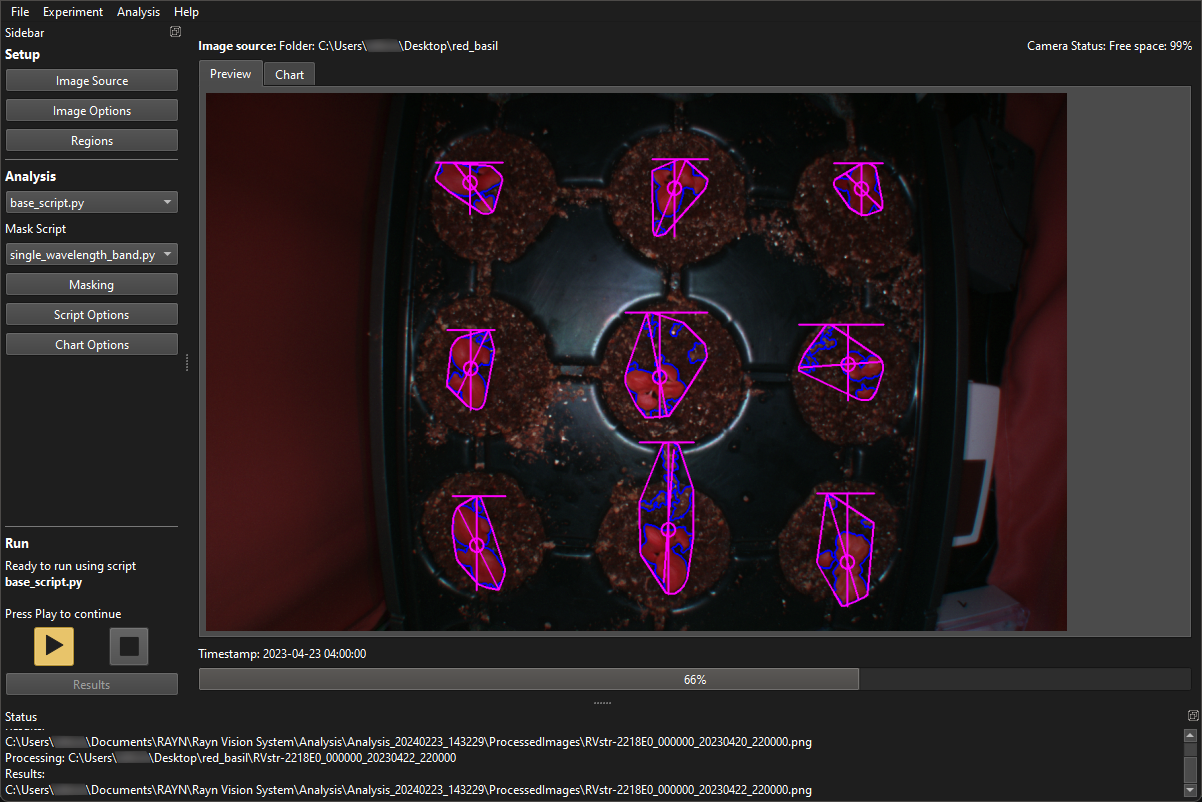 File Experiment Analysis Help
Sidebar
Setup
Image Source
Image Options
Regions
Analysis
base_script.py
Mask Script
single_wavelength_band.py
Masking
Script Options
Chart Options
Run
Ready to run using script
base_script.py
Press Play to continue
Results
Image source: Folder: C:\Users\ \Desktop\red_basil
Camera Status: Free space: 99%
Preview Chart
Timestamp: 2023-04-23 04:00:00
66%
Status
C:\Users\ \Documents\RAYN\Rayn Vision System\Analysis\Analysis_20240223_143229\ProcessedImages\RVstr-2218E0_000000_20230420_220000.png
Processing: C:\Users\ \Desktop\red_basil\RVstr-2218E0_000000_20230422_220000
Results:
C:\Users\ \Documents\RAYN\Rayn Vision System\Analysis\Analysis_20240223_143229\ProcessedImages\RVstr-2218E0_000000_20230422_220000.png